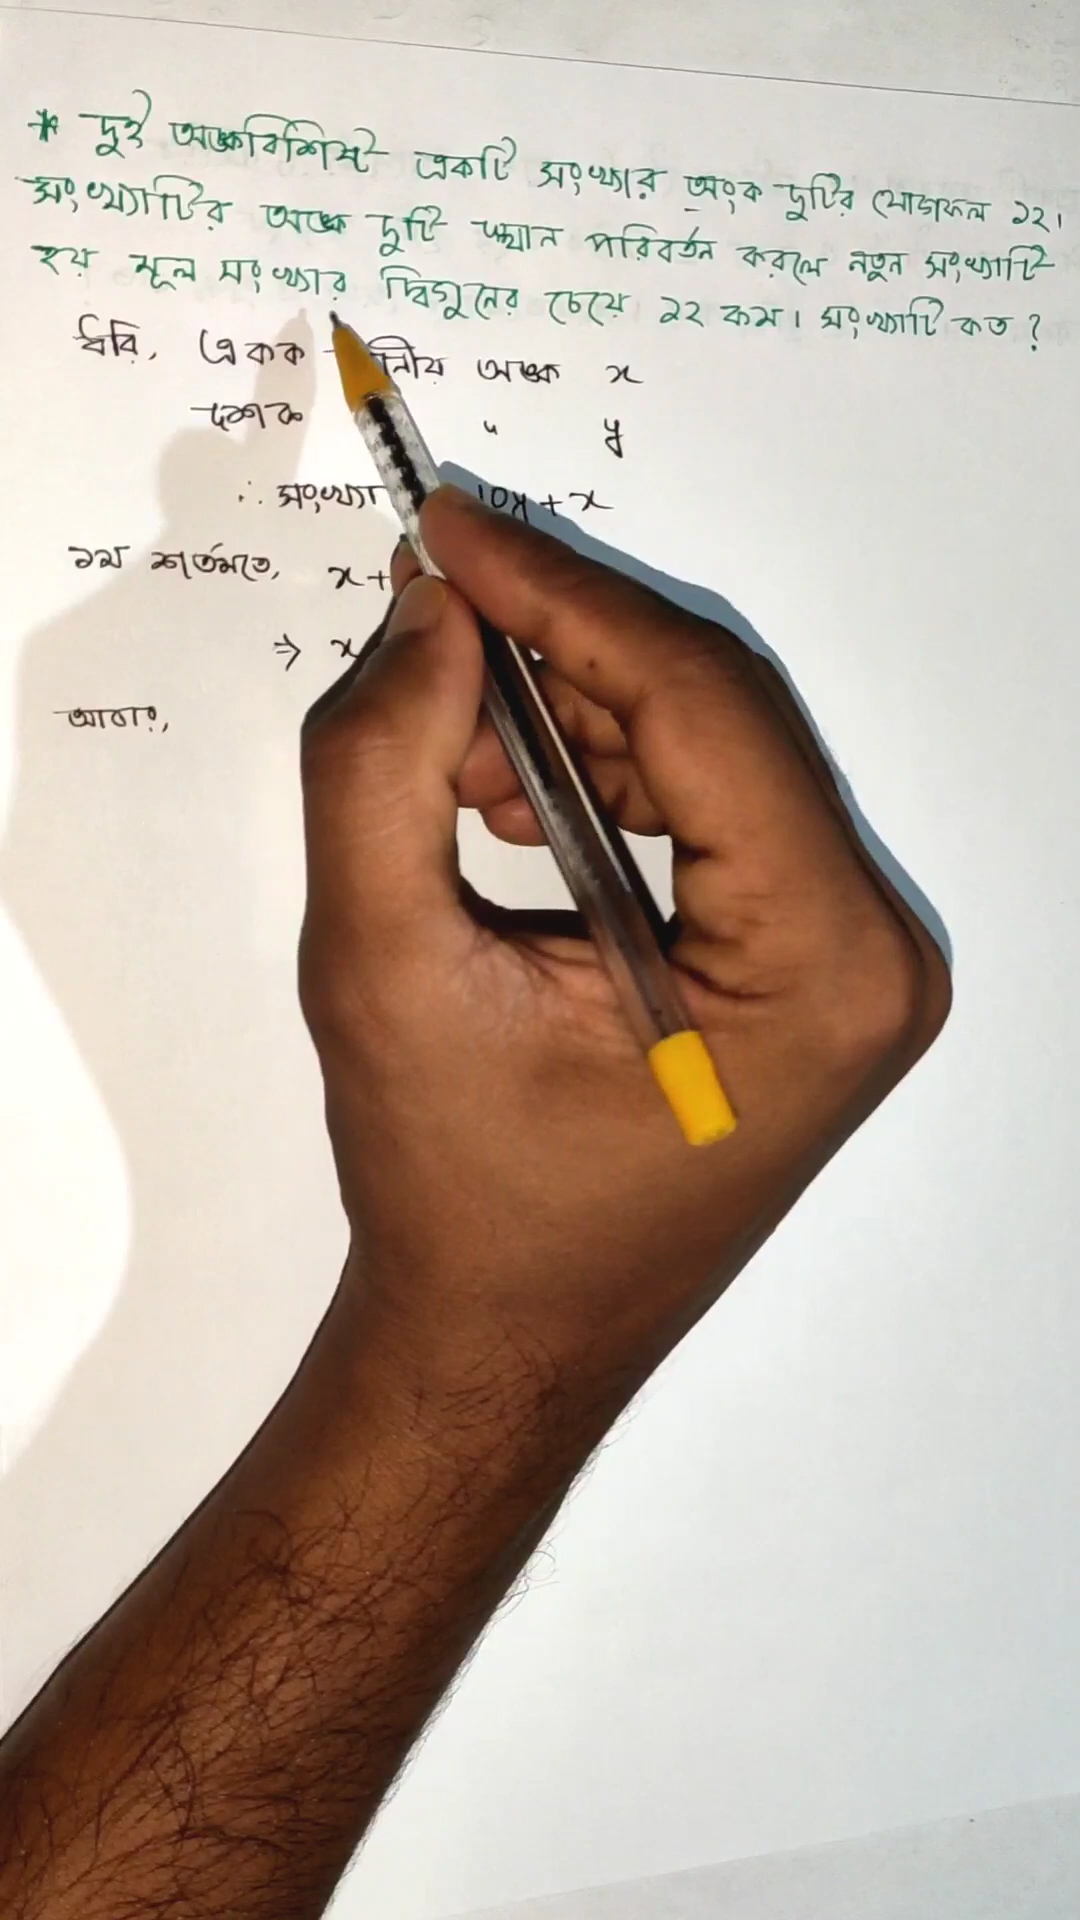 * দুই অঙ্কবিশিষ্ট একটি সংখ্যার অংক দুটির যোগফল ১২।
সংখ্যাটির অঙ্ক দুটি স্থান পরিবর্তন করলে নতুন সংখ্যাটি
হয় মূল সংখ্যার দ্বিগুনের চেয়ে ১২ কম। সংখ্যাটি কত ?
ধরি, একক নীয় অঙ্ক x
দশক " y
∴ সংখ্যা 10y + x
১ম শর্তমতে, x +
⇒ x
আবার,